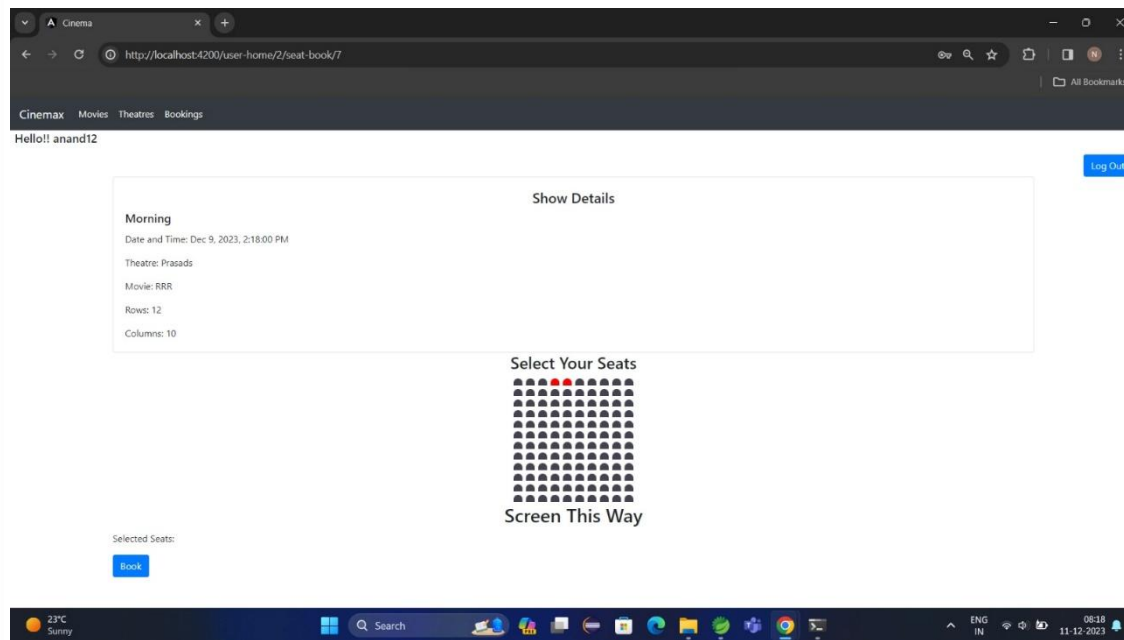 Cinema
http://localhost:4200/user-home/2/seat-book/7
N
All Bookmarks
Cinemax Movies Theatres Bookings
Hello!! anand12
Log Out
Show Details
Morning
Date and Time: Dec 9, 2023, 2:18:00 PM
Theatre: Prasads
Movie: RRR
Rows: 12
Columns: 10
Select Your Seats
Screen This Way
Selected Seats:
Book
23°C
Sunny
Search
ENG
IN
08:18
11-12-2023